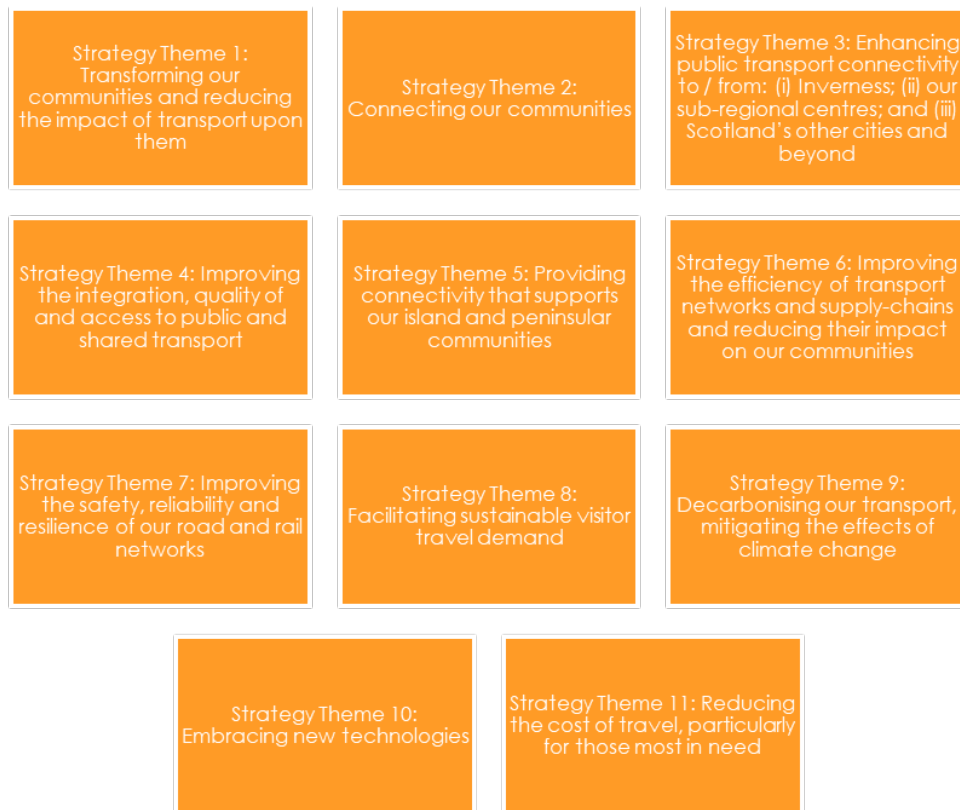 Strategy Theme 1:
Transforming our
communities and reducing
the impact of transport upon
them
Strategy Theme 2:
Connecting our communities
Strategy Theme 3: Enhancing
public transport connectivity
to / from: (i) Inverness; (ii) our
sub-regional centres; and (iii)
Scotland's other cities and
beyond
Strategy Theme 4: Improving
the integration, quality of
and access to public and
shared transport
Strategy Theme 5: Providing
connectivity that supports
our island and peninsular
communities
Strategy Theme 6: Improving
the efficiency of transport
networks and supply-chains
and reducing their impact
on our communities
Strategy Theme 7: Improving
the safety, reliability and
resilience of our road and rail
networks
Strategy Theme 8:
Facilitating sustainable visitor
travel demand
Strategy Theme 9:
Decarbonising our transport,
mitigating the effects of
climate change
Strategy Theme 10:
Embracing new technologies
Strategy Theme 11: Reducing
the cost of travel, particularly
for those most in need